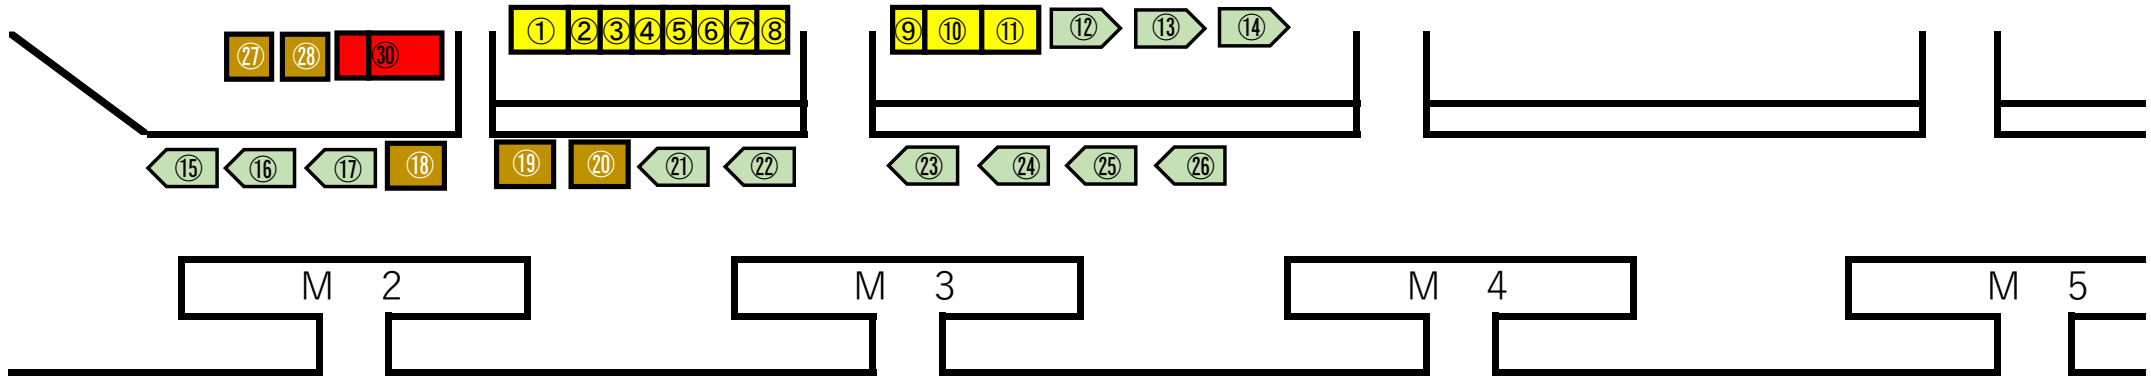 ① ② ③ ④ ⑤ ⑥ ⑦ ⑧ ⑨ ⑩ ⑪ ⑫ ⑬ ⑭
㉗ ㉘ ㉚
⑮ ⑯ ⑰ ⑱ ⑲ ⑳ ㉑ ㉒ ㉓ ㉔ ㉕ ㉖
M 2 M 3 M 4 M 5